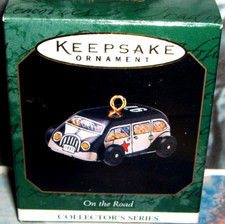 KEEPSAKE
ORNAMENT
On the Road
COLLECTOR'S SERIES